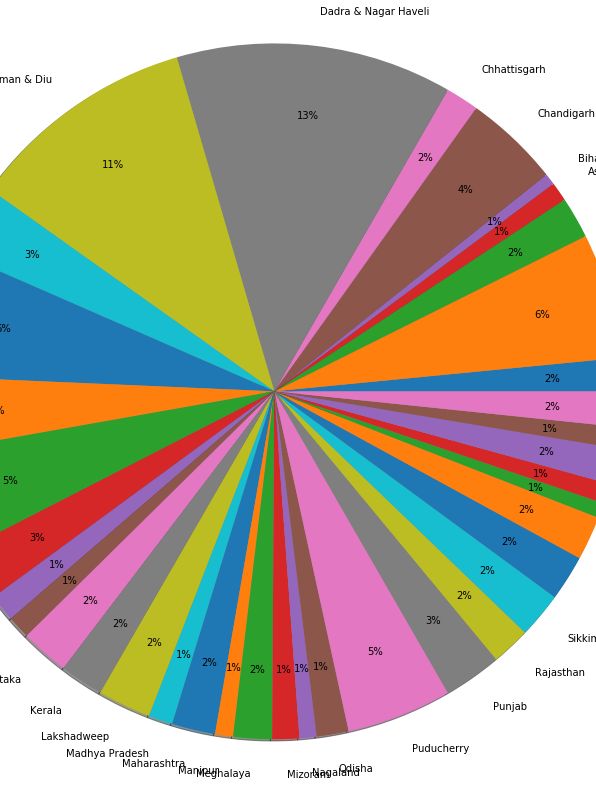 Dadra & Nagar Haveli
Chhattisgarh
man & Diu
Chandigarh
13%
2%
Biha
11%
As
4%
1%
1%
3%
2%
6%
2%
2%
1%
5%
2%
1%
1%
2%
3%
2%
1%
1%
2%
2%
2%
2%
3%
2%
1%
2%
1%
2%
1%
1%
1%
5%
Sikkim
Rajasthan
taka
Kerala
Punjab
Lakshadweep
Madhya Pradesh
Puducherry
Maharashtra
Manipur
Meghalaya
Mizoram
Nagaland
Odisha